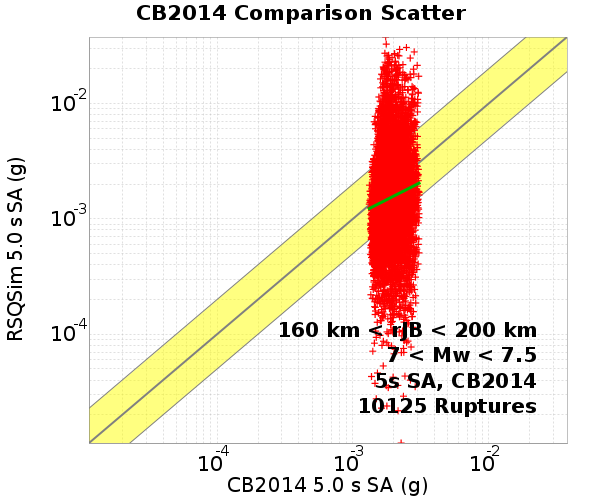 CB2014 Comparison Scatter
RSQSim 5.0 s SA (g)
10-2
10-3
10-4
160 km < rJB < 200 km
7 < Mw < 7.5
5s SA, CB2014
10125 Ruptures
10-4
10-3
10-2
CB2014 5.0 s SA (g)